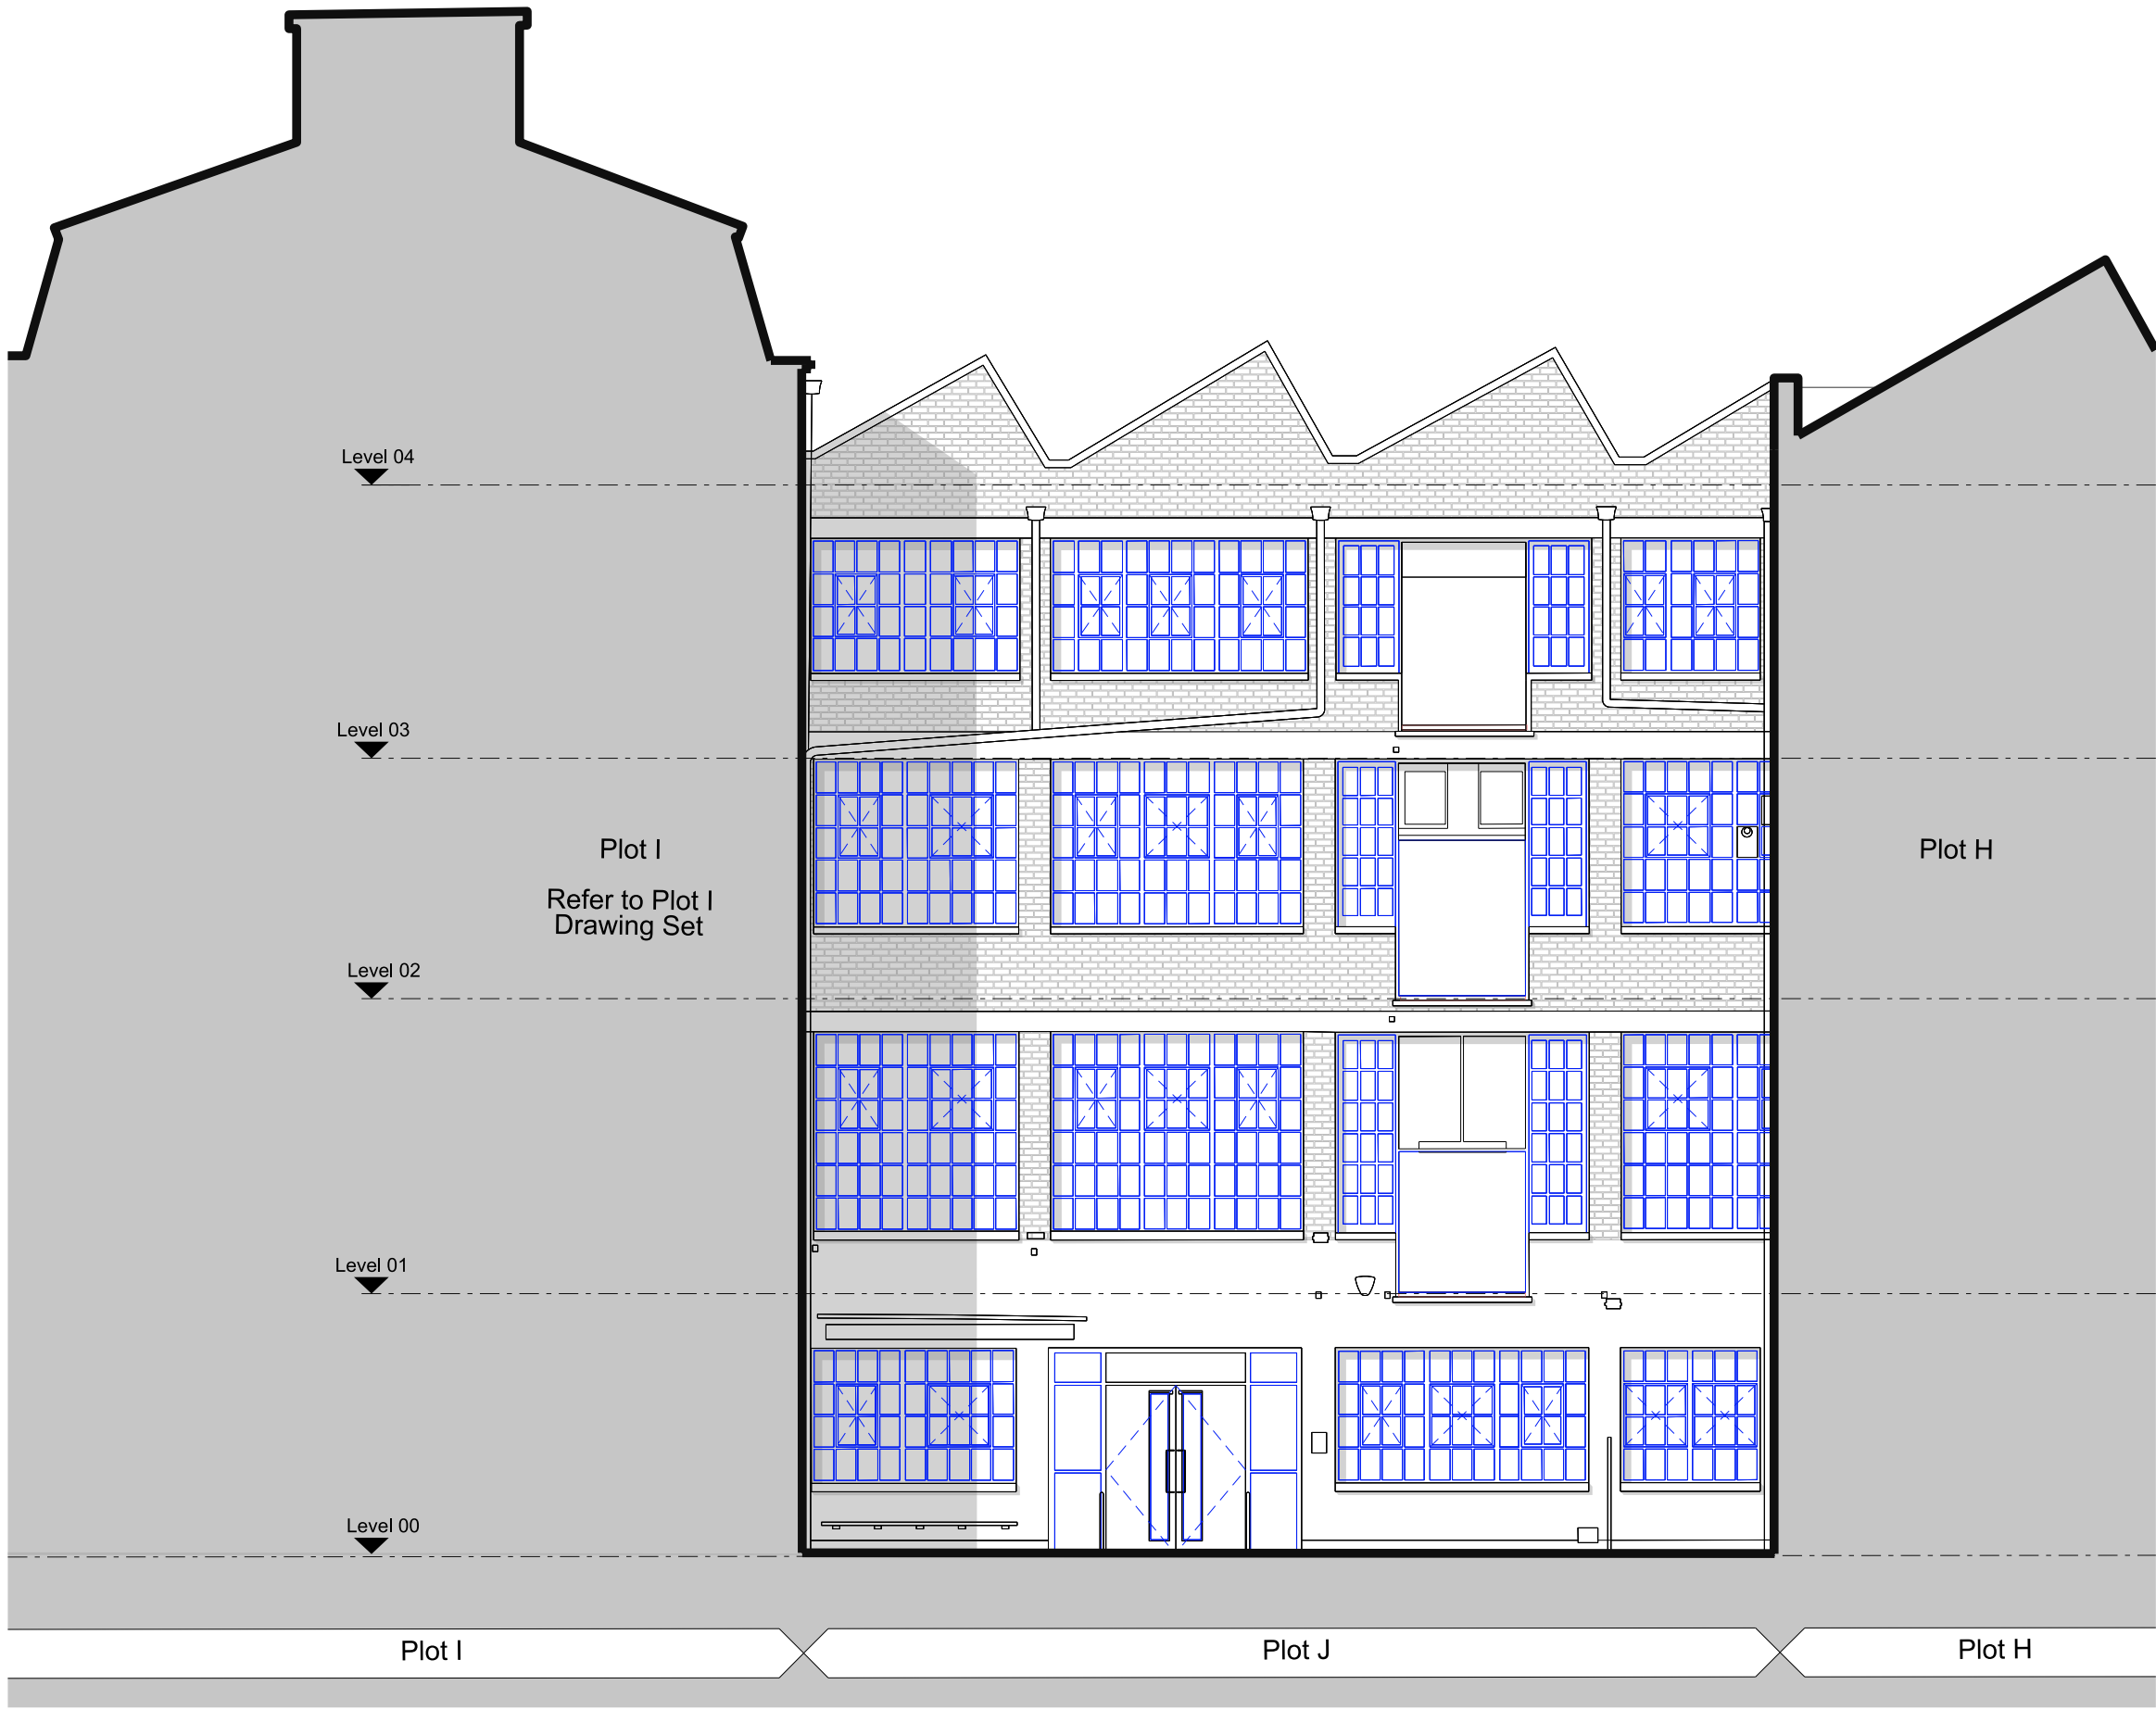 Level 04
Level 03
Plot I
Plot H
Refer to Plot I
Drawing Set
Level 02
Level 01
Level 00
Plot I
Plot J
Plot H